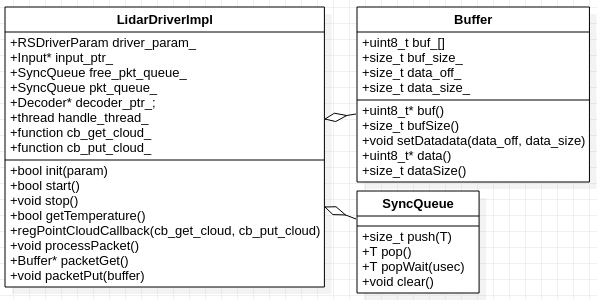 LidarDriverImpl
+RSDriverParam driver_param_
+Input* input_ptr_
+SyncQueue free_pkt_queue_
+SyncQueue pkt_queue_
+Decoder* decoder_ptr_;
+thread handle_thread_
+function cb_get_cloud_
+function cb_put_cloud_
+bool init(param)
+bool start()
+void stop()
+bool getTemperature()
+regPointCloudCallback(cb_get_cloud, cb_put_cloud)
+void processPacket()
+Buffer* packetGet()
+void packetPut(buffer)
Buffer
+uint8_t buf_[]
+size_t buf_size_
+size_t data_off_
+size_t data_size_
+uint8_t* buf()
+size_t bufSize()
+void setDatadata(data_off, data_size)
+uint8_t* data()
+size_t dataSize()
SyncQueue
+size_t push(T)
+T pop()
+T popWait(usec)
+void clear()